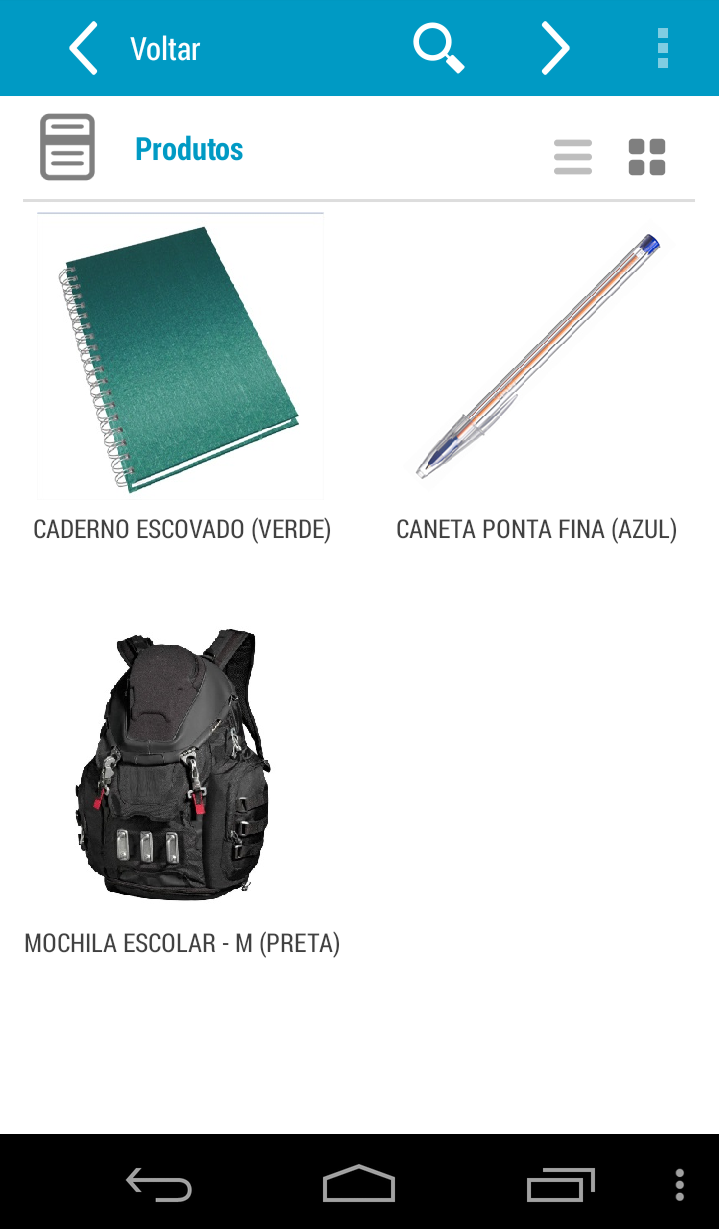 Voltar
Produtos
CADERNO ESCOVADO (VERDE)
CANETA PONTA FINA (AZUL)
MOCHILA ESCOLAR - M (PRETA)